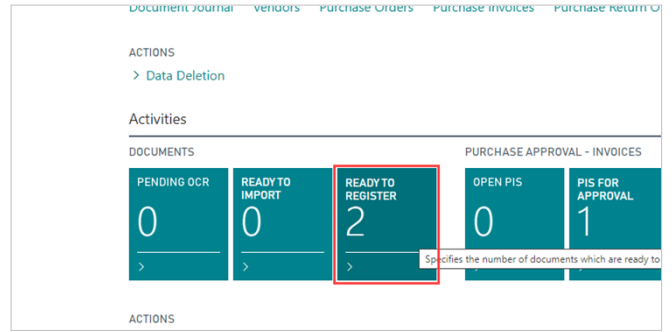 Document Journal Vendors Purchase Orders Purchase Invoices Purchase Return O
ACTIONS
> Data Deletion
Activities
DOCUMENTS
PURCHASE APPROVAL - INVOICES
PENDING OCR
0
READY TO
IMPORT
0
READY TO
REGISTER
2
OPEN PIS
0
PIS FOR
APPROVAL
1
Specifies the number of documents which are ready to
ACTIONS